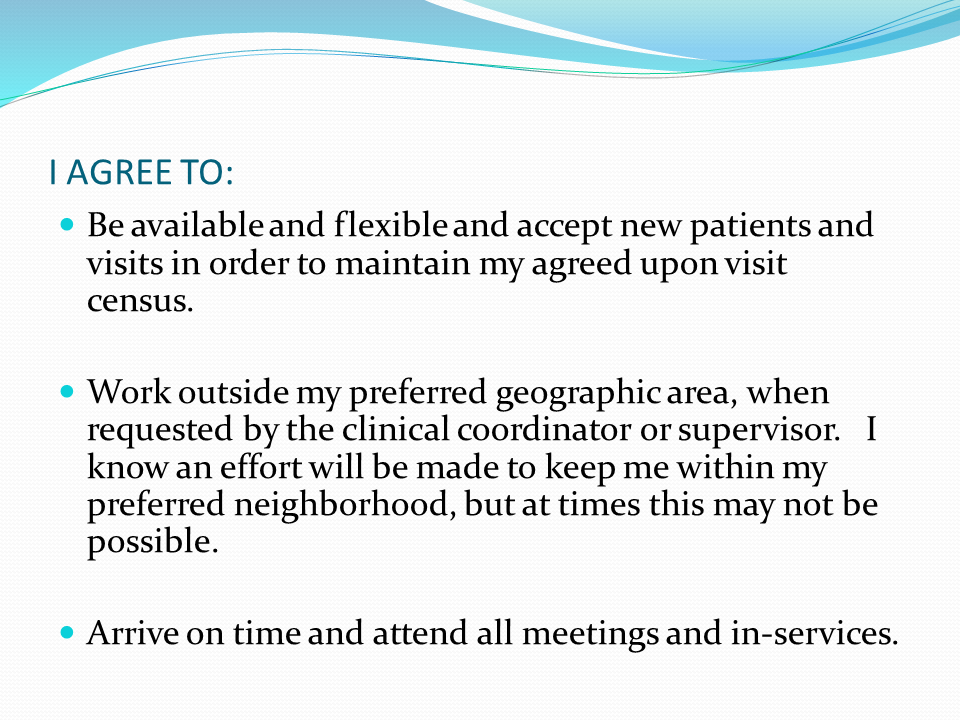 I AGREE TO:
Be available and flexible and accept new patients and
visits in order to maintain my agreed upon visit
census.
Work outside my preferred geographic area, when
requested by the clinical coordinator or supervisor.   I
know an effort will be made to keep me within my
preferred neighborhood, but at times this may not be
possible.
Arrive on time and attend all meetings and in-services.